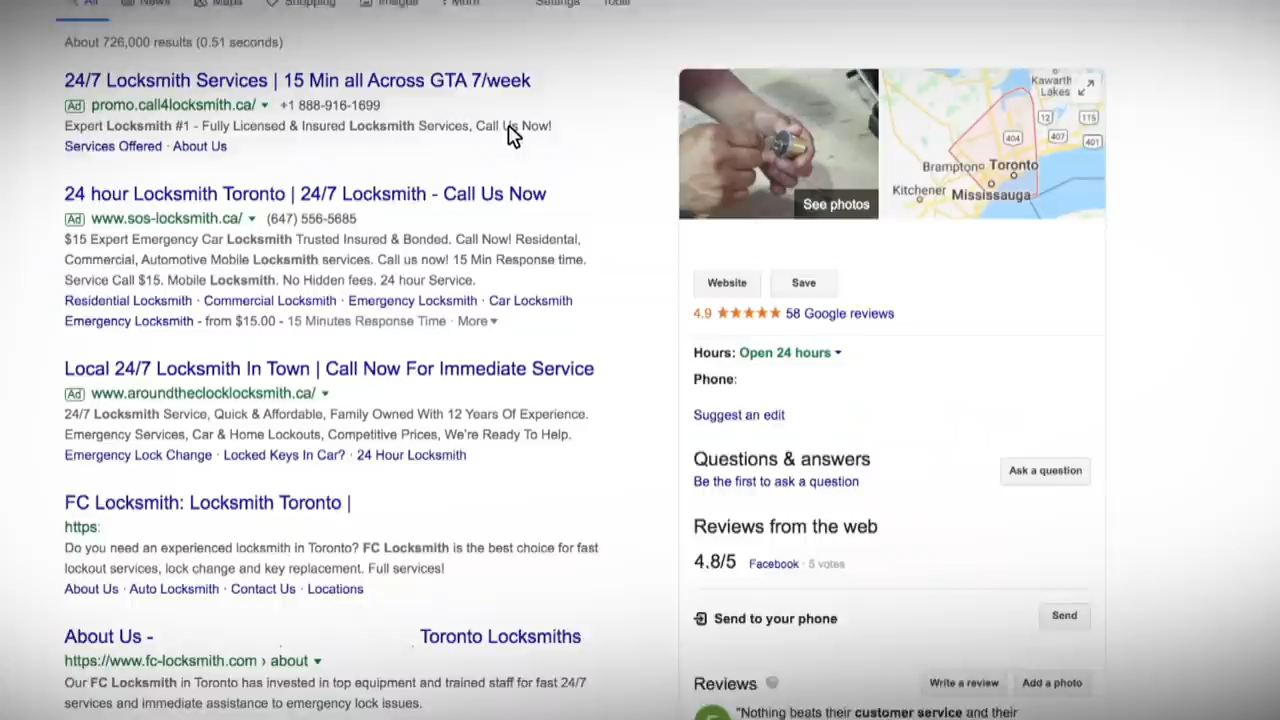 All News Maps Shopping Images More Settings Tools
About 726,000 results (0.51 seconds)
24/7 Locksmith Services | 15 Min all Across GTA 7/week
Ad promo.call4locksmith.ca/ +1 888-916-1699
Expert Locksmith #1 - Fully Licensed & Insured Locksmith Services, Call Us Now!
Services Offered · About Us
24 hour Locksmith Toronto | 24/7 Locksmith - Call Us Now
Ad www.sos-locksmith.ca/ (647) 556-5685
$15 Expert Emergency Car Locksmith Trusted Insured & Bonded. Call Now! Residential,
Commercial, Automotive Mobile Locksmith services. Call us now! 15 Min Response time.
Service Call $15. Mobile Locksmith. No Hidden fees. 24 hour Service.
Residential Locksmith · Commercial Locksmith · Emergency Locksmith · Car Locksmith
Emergency Locksmith - from $15.00 - 15 Minutes Response Time · More
Local 24/7 Locksmith In Town | Call Now For Immediate Service
Ad www.aroundtheclocklocksmith.ca/
24/7 Locksmith Service, Quick & Affordable, Family Owned With 12 Years Of Experience.
Emergency Services, Car & Home Lockouts, Competitive Prices, We're Ready To Help.
Emergency Lock Change · Locked Keys In Car? · 24 Hour Locksmith
FC Locksmith: Locksmith Toronto |
https:
Do you need an experienced locksmith in Toronto? FC Locksmith is the best choice for fast
lockout services, lock change and key replacement. Full services!
About Us · Auto Locksmith · Contact Us · Locations
About Us - Toronto Locksmiths
https://www.fc-locksmith.com › about
Our FC Locksmith in Toronto has invested in top equipment and trained staff for fast 24/7
services and immediate assistance to emergency lock issues.
See photos
Kawarth
Lakes
12
115
404
407
401
Brampton
Toronto
Kitchener
Mississauga
Website Save
4.9 58 Google reviews
Hours: Open 24 hours
Phone:
Suggest an edit
Questions & answers
Be the first to ask a question
Ask a question
Reviews from the web
4.8/5 Facebook · 5 votes
Send to your phone
Send
Reviews
Write a review Add a photo
"Nothing beats their customer service and their